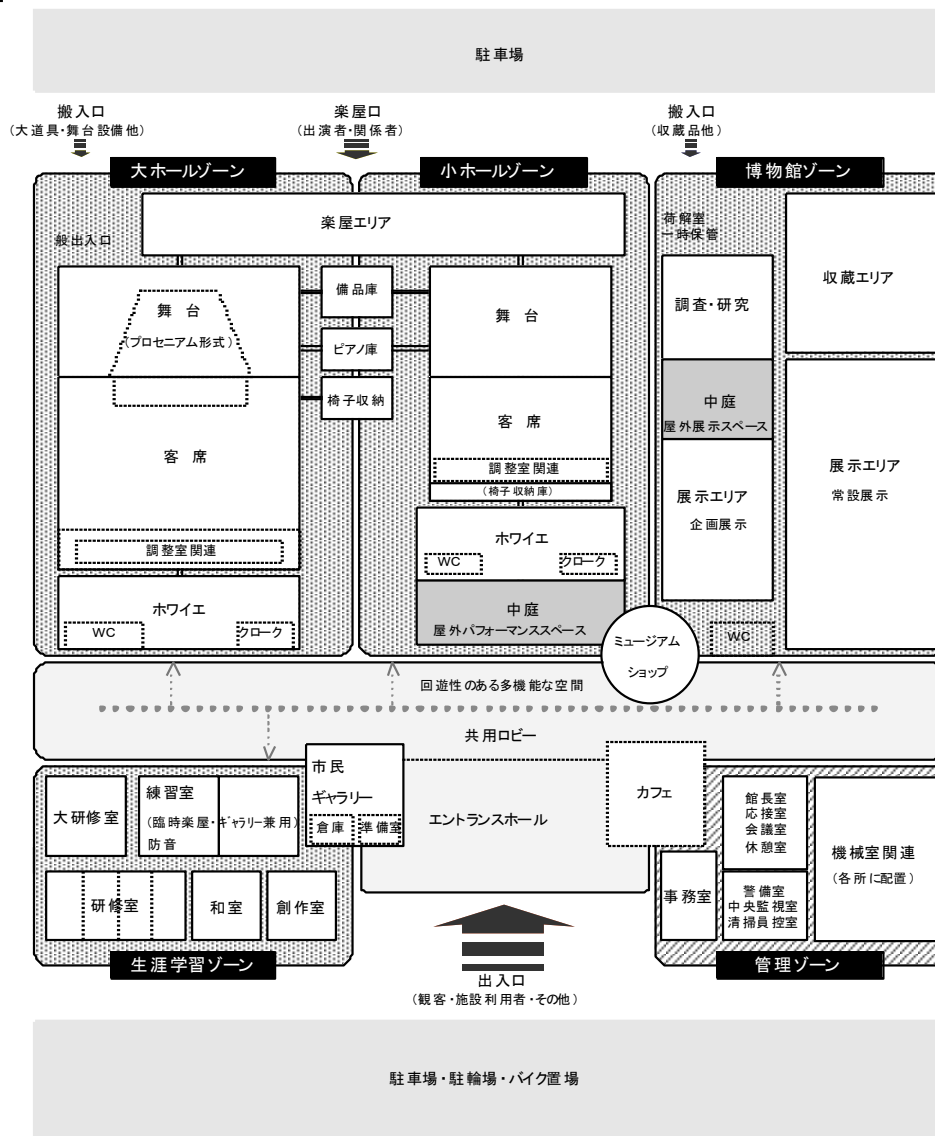 駐車場
搬入口
(大道具・舞台設備他)
楽屋口
(出演者・関係者)
搬入口
(収蔵品他)
大ホールゾーン
小ホールゾーン
博物館ゾーン
楽屋エリア
般出入口
荷解室
一時保管
収蔵エリア
備品庫
舞台
(プロセニアム形式)
舞台
調査・研究
ピアノ庫
椅子収納
中庭
屋外展示スペース
客席
客席
調整室関連
(椅子収納庫)
展示エリア
常設展示
展示エリア
企画展示
調整室関連
ホワイエ
WC
クローク
ホワイエ
WC
クローク
中庭
屋外パフォーマンススペース
ミュージアム
ショップ
WC
回遊性のある多機能な空間
共用ロビー
市民
ギャラリー
倉庫
準備室
エントランスホール
カフェ
大研修室
練習室
(臨時楽屋・ギャラリー兼用)
防音
研修室
和室
創作室
館長室
応接室
会議室
休憩室
機械室関連
(各所に配置)
事務室
警備室
中央監視室
清掃員控室
生涯学習ゾーン
管理ゾーン
出入口
(観客・施設利用者・その他)
駐車場・駐輪場・バイク置場